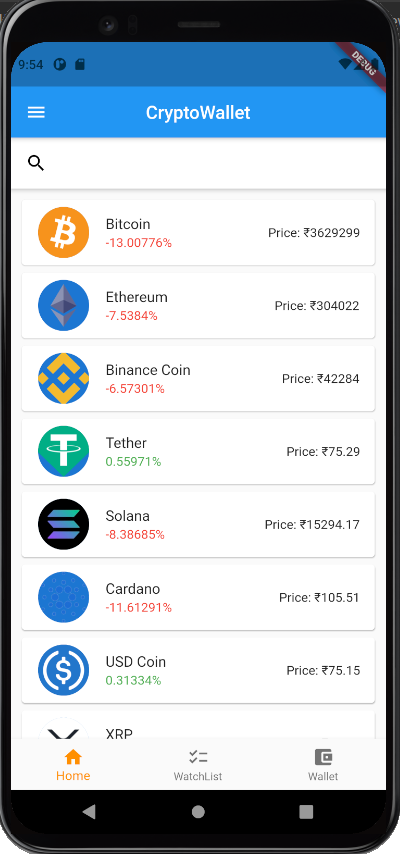 9:54
DEBUG
CryptoWallet
Bitcoin
-13.00776%
Price: ₹3629299
Ethereum
-7.5384%
Price: ₹304022
Binance Coin
-6.57301%
Price: ₹42284
Tether
0.55971%
Price: ₹75.29
Solana
-8.38685%
Price: ₹15294.17
Cardano
-11.61291%
Price: ₹105.51
USD Coin
0.31334%
Price: ₹75.15
XRP
Home
WatchList
Wallet